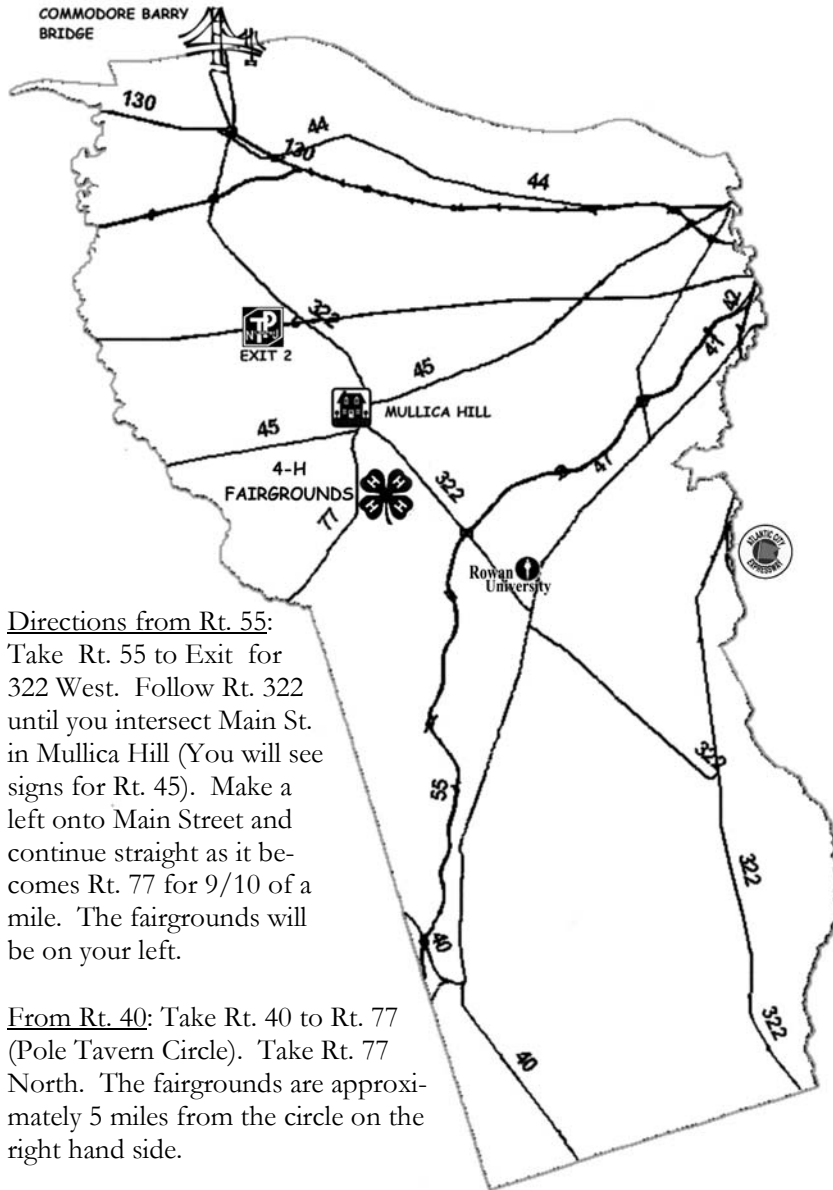 COMMODORE BARRY
BRIDGE
130
44
130
44
322
NTPJ
EXIT 2
42
41
45
MULLICA HILL
45
47
4-H
FAIRGROUNDS
H H
H H
322
77
ATLANTIC CITY
EXPRESSWAY
Rowan
University
Directions from Rt. 55:
Take Rt. 55 to Exit for
322 West. Follow Rt. 322
until you intersect Main St.
in Mullica Hill (You will see
signs for Rt. 45). Make a
left onto Main Street and
continue straight as it be-
comes Rt. 77 for 9/10 of a
mile. The fairgrounds will
be on your left.
322
55
322
40
322
From Rt. 40: Take Rt. 40 to Rt. 77
(Pole Tavern Circle). Take Rt. 77
North. The fairgrounds are approxi-
mately 5 miles from the circle on the
right hand side.
40